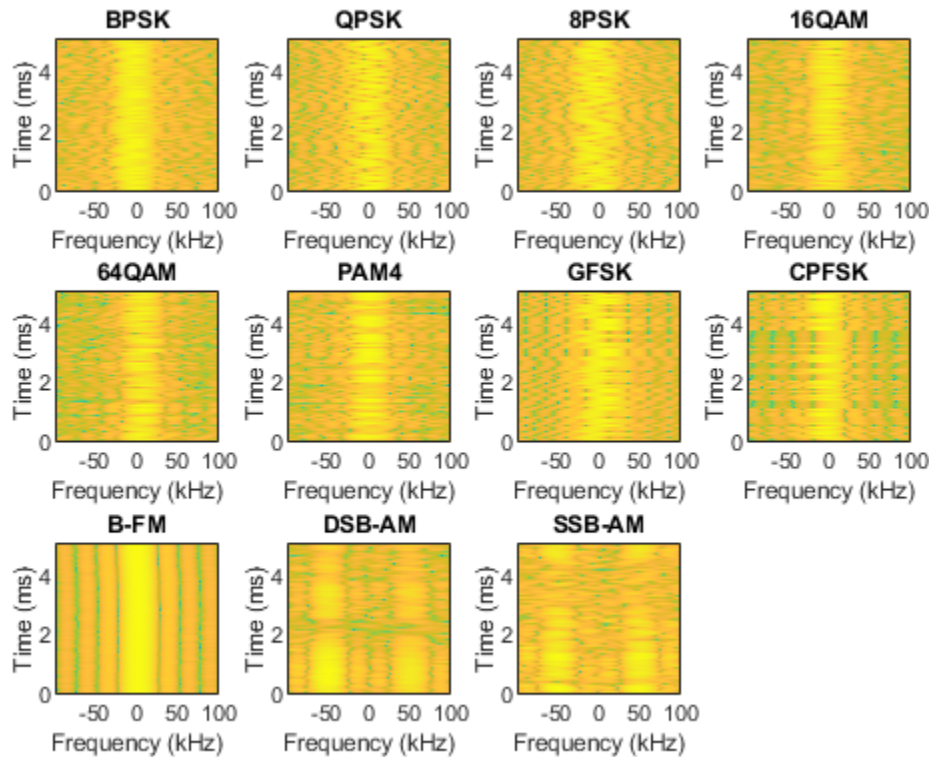 BPSK QPSK 8PSK 16QAM
Time (ms) Time (ms) Time (ms) Time (ms)
4 4 4 4
2 2 2 2
0 0 0 0
-50 0 50 100 -50 0 50 100 -50 0 50 100 -50 0 50 100
Frequency (kHz) Frequency (kHz) Frequency (kHz) Frequency (kHz)
64QAM PAM4 GFSK CPFSK
Time (ms) Time (ms) Time (ms) Time (ms)
4 4 4 4
2 2 2 2
0 0 0 0
-50 0 50 100 -50 0 50 100 -50 0 50 100 -50 0 50 100
Frequency (kHz) Frequency (kHz) Frequency (kHz) Frequency (kHz)
B-FM DSB-AM SSB-AM
Time (ms) Time (ms) Time (ms)
4 4 4
2 2 2
0 0 0
-50 0 50 100 -50 0 50 100 -50 0 50 100
Frequency (kHz) Frequency (kHz) Frequency (kHz)